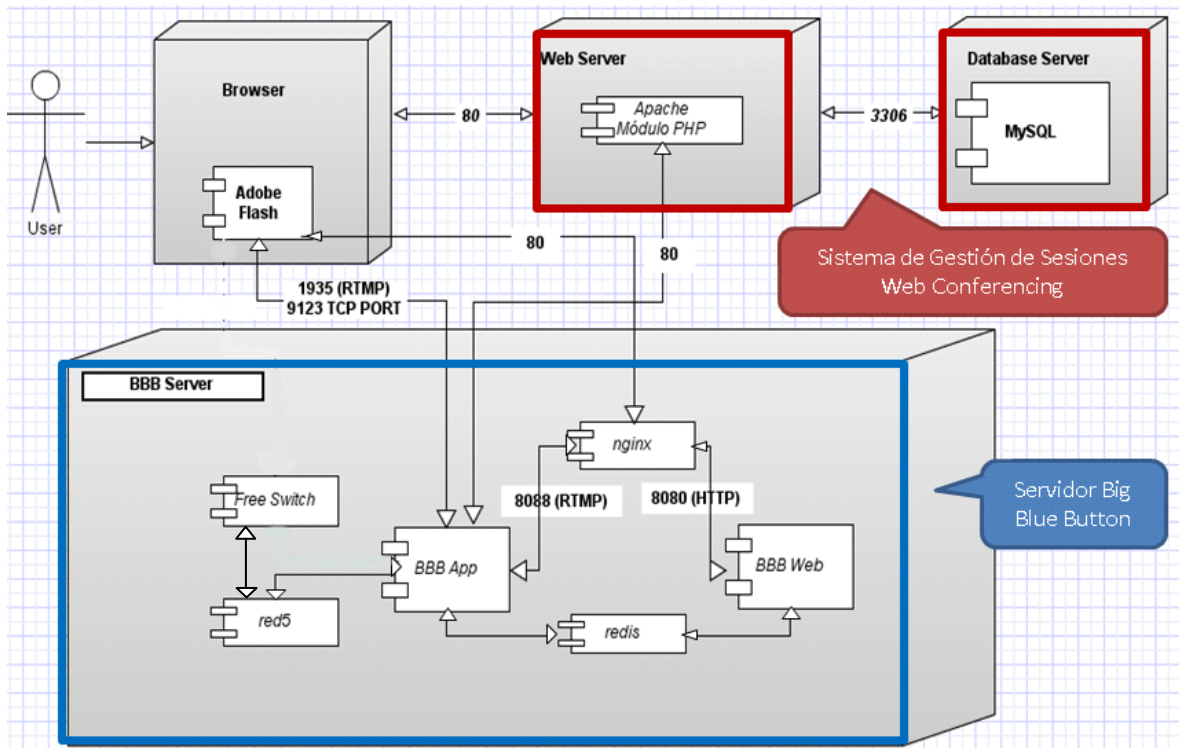 Web Server
Database Server
Browser
Apache
Módulo PHP
80
3306
MySQL
Adobe
Flash
User
80
80
Sistema de Gestión de Sesiones
Web Conferencing
1935 (RTMP)
9123 TCP PORT
BBB Server
nginx
Free Switch
8088 (RTMP)
8080 (HTTP)
Servidor Big
Blue Button
BBB App
BBB Web
red5
redis